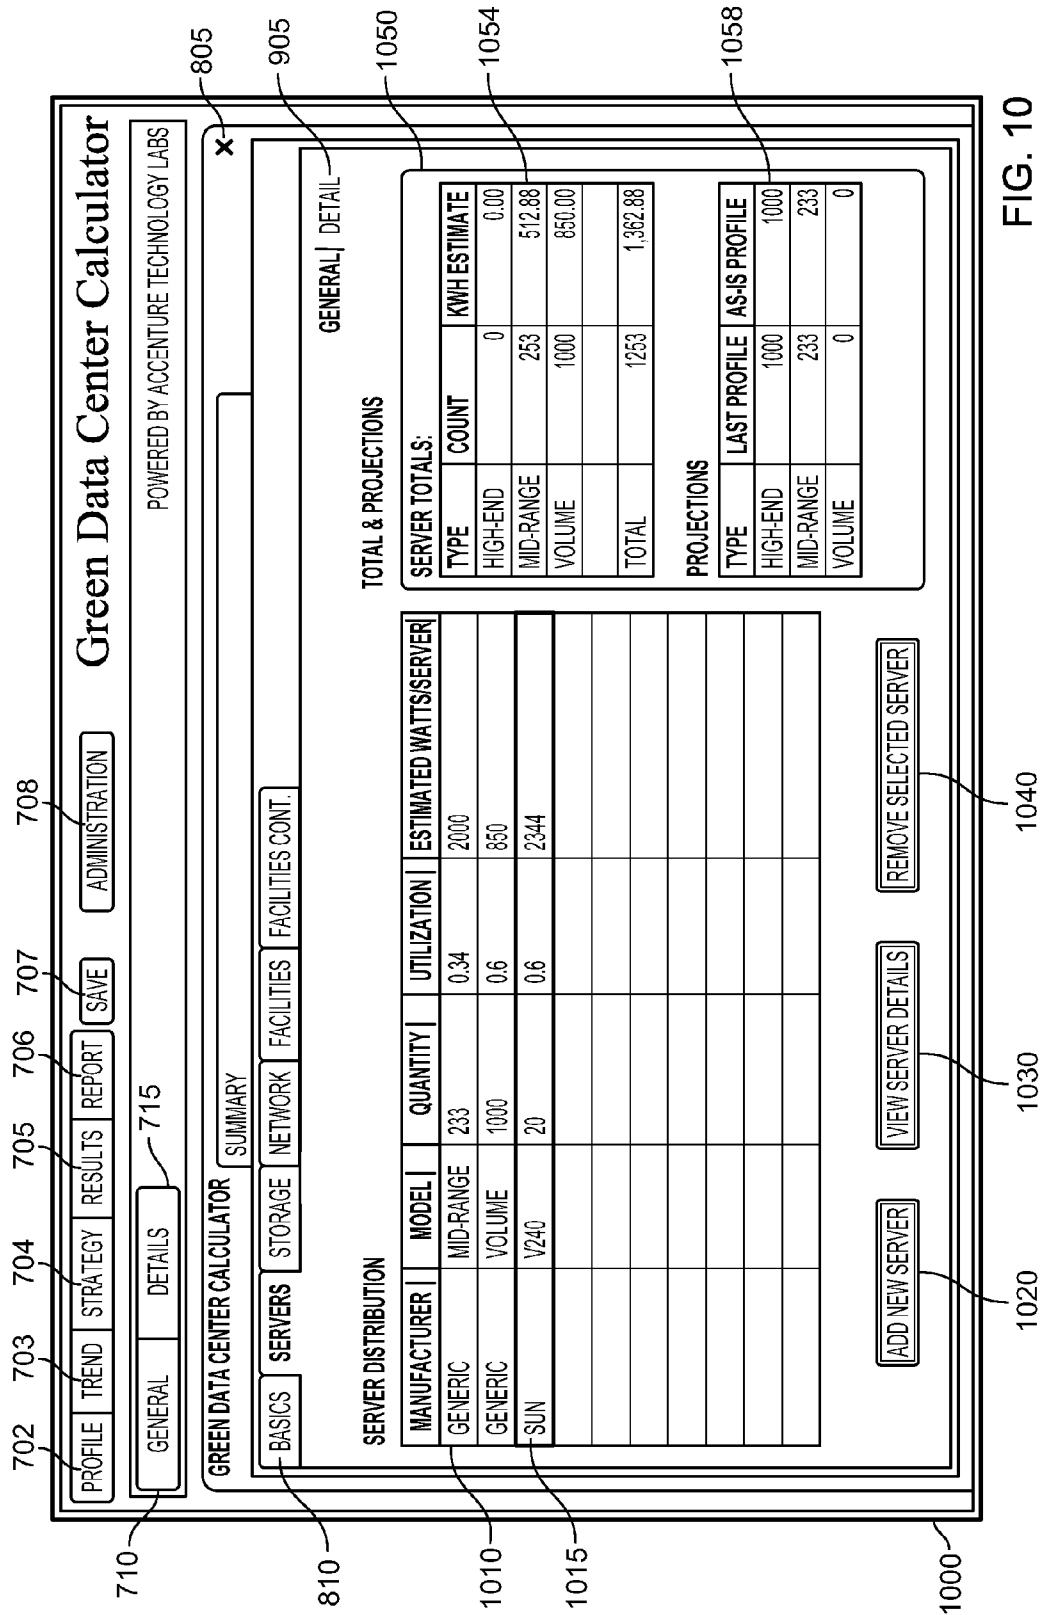 702 703 704 705 706 707 708
PROFILE TREND STRATEGY RESULTS REPORT SAVE ADMINISTRATION
Green Data Center Calculator
710 GENERAL DETAILS 715
POWERED BY ACCENTURE TECHNOLOGY LABS
GREEN DATA CENTER CALCULATOR
SUMMARY
X 805
810 BASICS SERVERS STORAGE NETWORK FACILITIES FACILITIES CONT.
GENERAL| DETAIL 905
SERVER DISTRIBUTION
MANUFACTURER | MODEL | QUANTITY | UTILIZATION | ESTIMATED WATTS/SERVER|
1010 GENERIC MID-RANGE 233 0.34 2000
GENERIC VOLUME 1000 0.6 850
1015 SUN V240 20 0.6 2344
TOTAL & PROJECTIONS
1050
SERVER TOTALS:
TYPE COUNT KWH ESTIMATE
HIGH-END 0 0.00
MID-RANGE 253 512.88 1054
VOLUME 1000 850.00
TOTAL 1253 1,362.88
PROJECTIONS
TYPE LAST PROFILE AS-IS PROFILE
HIGH-END 1000 1000 1058
MID-RANGE 233 233
VOLUME 0 0
ADD NEW SERVER VIEW SERVER DETAILS REMOVE SELECTED SERVER
1000 1020 1030 1040
FIG. 10